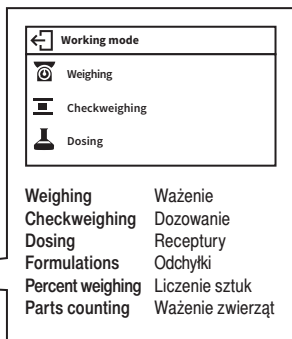 Working mode
Weighing
Checkweighing
Dosing
Weighing Ważenie
Checkweighing Dozowanie
Dosing Receptury
Formulations Odchyłki
Percent weighing Liczenie sztuk
Parts counting Ważenie zwierząt